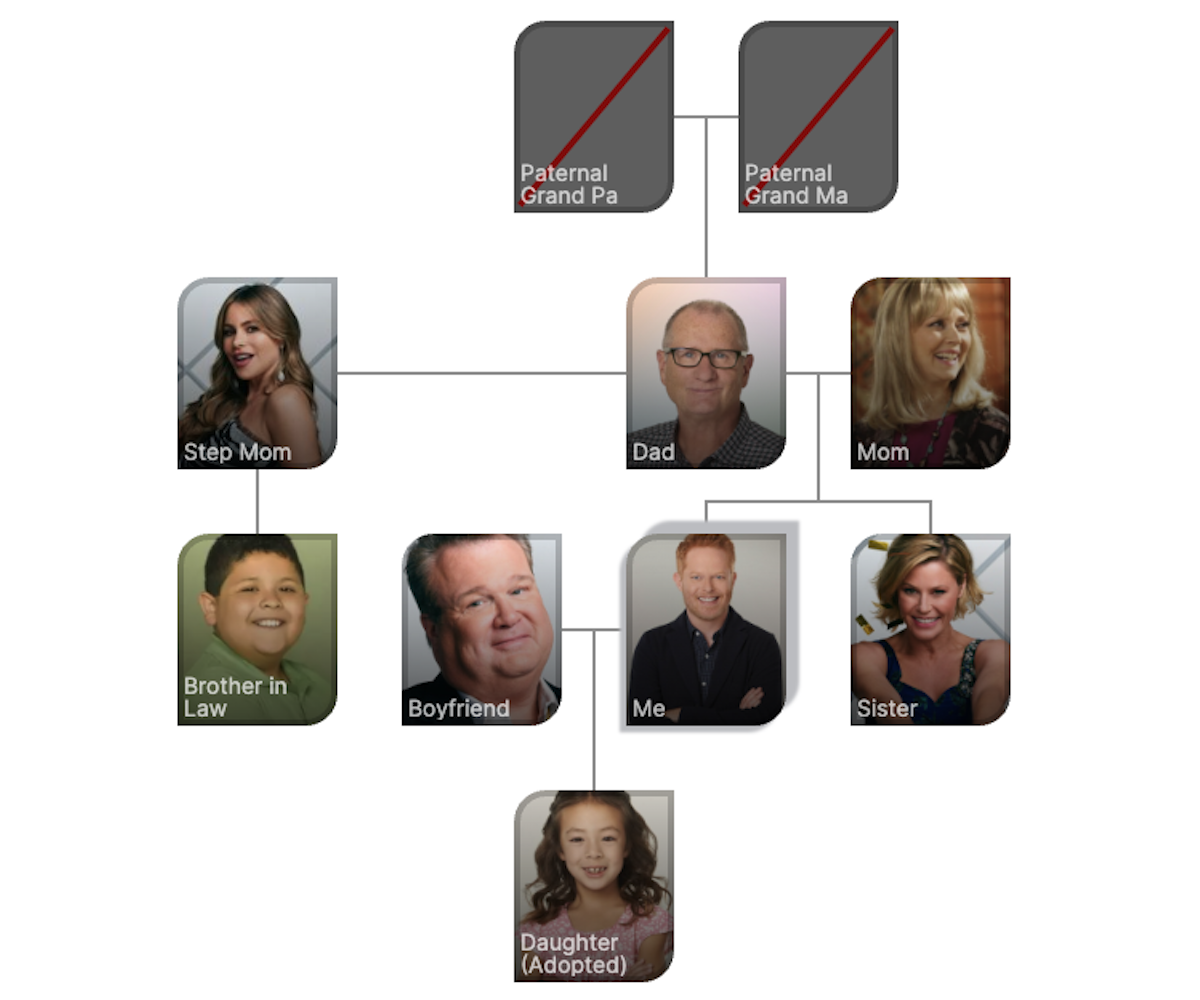 Paternal
Grand Pa
Paternal
Grand Ma
Step Mom
Dad
Mom
Brother in
Law
Boyfriend
Me
Sister
Daughter
(Adopted)